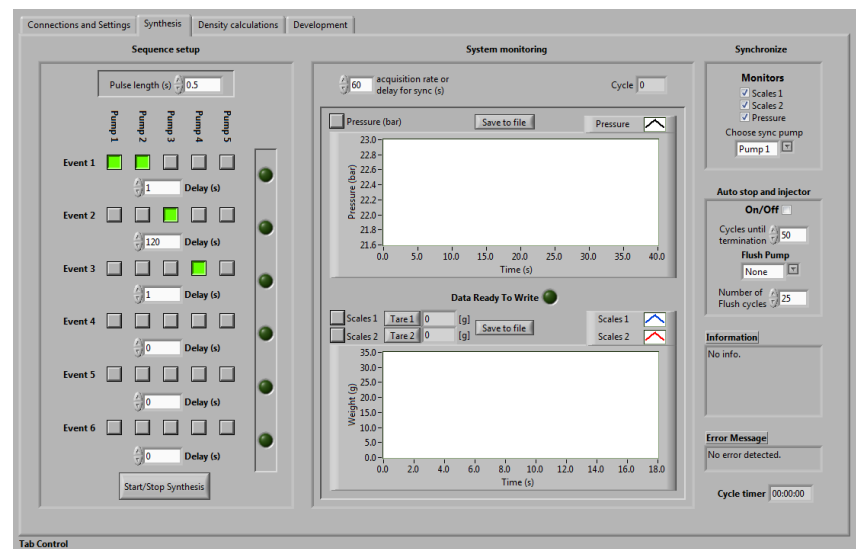 Connections and Settings Synthesis Density calculations Development
Sequence setup
Pulse length (s) 0.5
Pump 1 Pump 2 Pump 3 Pump 4 Pump 5
Event 1
1 Delay (s)
Event 2
120 Delay (s)
Event 3
1 Delay (s)
Event 4
0 Delay (s)
Event 5
0 Delay (s)
Event 6
0 Delay (s)
Start/Stop Synthesis
System monitoring
60 acquisition rate or
delay for sync (s)
Cycle 0
Pressure (bar) Save to file Pressure
23.0
22.8
22.6
22.4
22.2
22.0
21.8
21.6
Pressure (bar)
0.0 5.0 10.0 15.0 20.0 25.0 30.0 35.0 40.0
Time (s)
Data Ready To Write
Scales 1 Tare 1 0 [g] Scales 1
Save to file
Scales 2 Tare 2 0 [g] Scales 2
35.0
30.0
25.0
20.0
15.0
10.0
5.0
0.0
Weight (g)
0.0 2.0 4.0 6.0 8.0 10.0 12.0 14.0 16.0 18.0
Time (s)
Synchronize
Monitors
Scales 1
Scales 2
Pressure
Choose sync pump
Pump 1
Auto stop and injector
On/Off
Cycles until
termination 50
Flush Pump
None
Number of
Flush cycles 25
Information
No info.
Error Message
No error detected.
Cycle timer 00:00:00
Tab Control